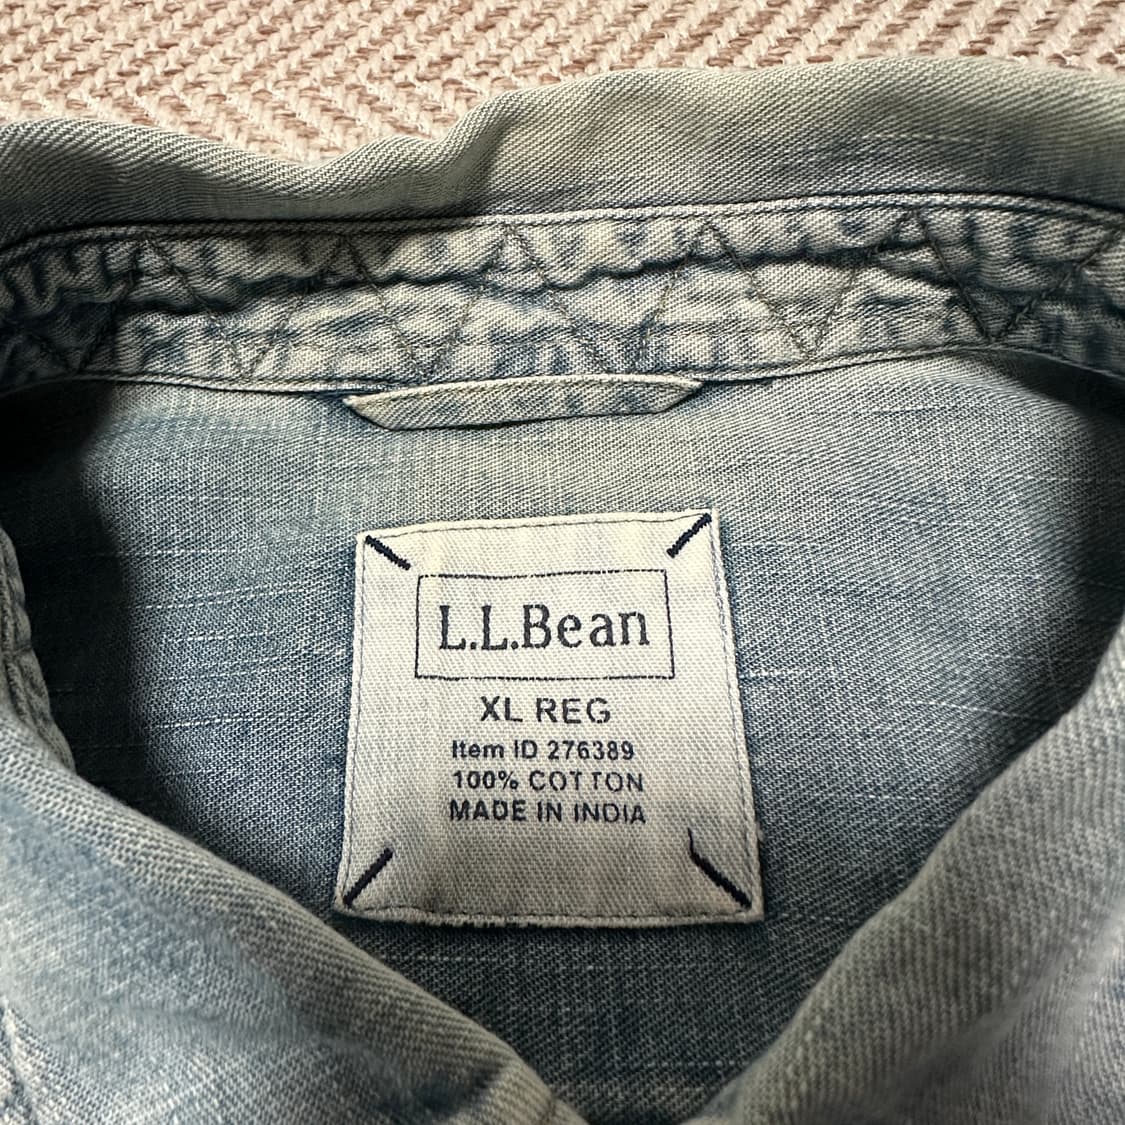 L.L.Bean
XL REG
Item ID 276389
100% COTTON
MADE IN INDIA